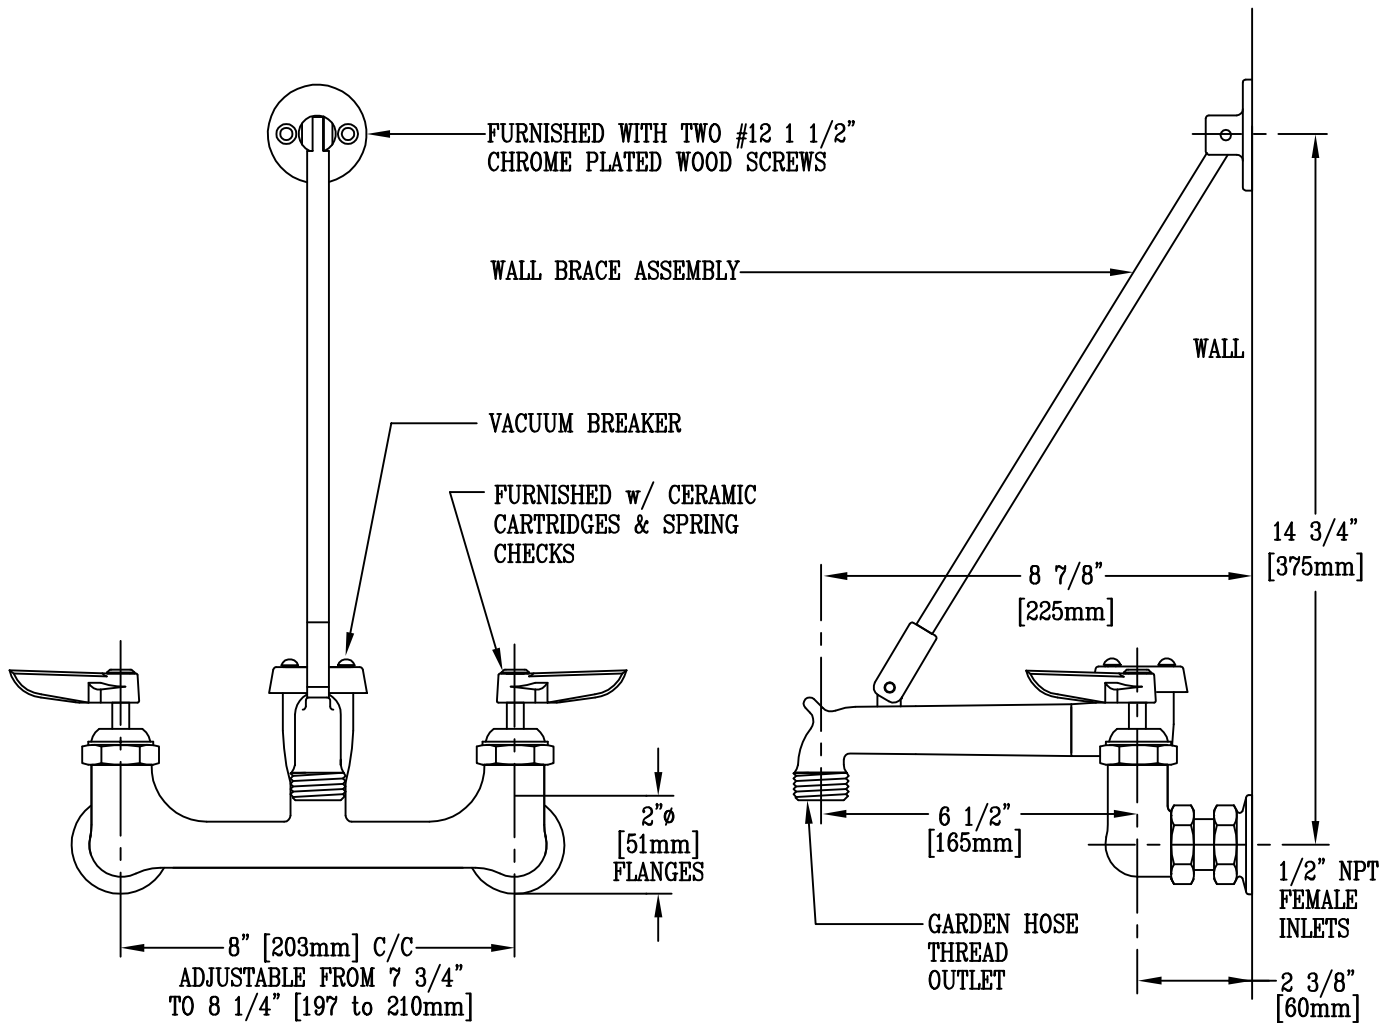 FURNISHED WITH TWO #12 1 1/2"
CHROME PLATED WOOD SCREWS
WALL BRACE ASSEMBLY
WALL
VACUUM BREAKER
FURNISHED w/ CERAMIC
CARTRIDGES & SPRING
CHECKS
14 3/4"
[375mm]
8 7/8"
[225mm]
2"ø
[51mm]
FLANGES
6 1/2"
[165mm]
1/2" NPT
FEMALE
INLETS
GARDEN HOSE
THREAD
OUTLET
8" [203mm] C/C
ADJUSTABLE FROM 7 3/4"
TO 8 1/4" [197 to 210mm]
2 3/8"
[60mm]